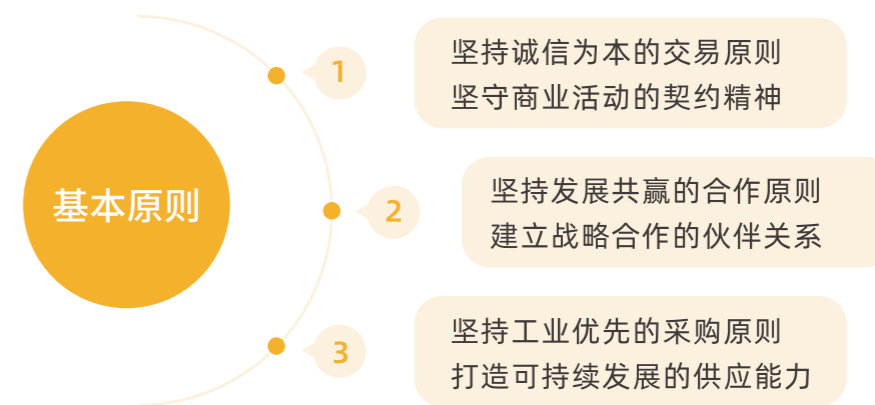 基本原则
1
坚持诚信为本的交易原则
坚守商业活动的契约精神
2
坚持发展共赢的合作原则
建立战略合作的伙伴关系
3
坚持工业优先的采购原则
打造可持续发展的供应能力